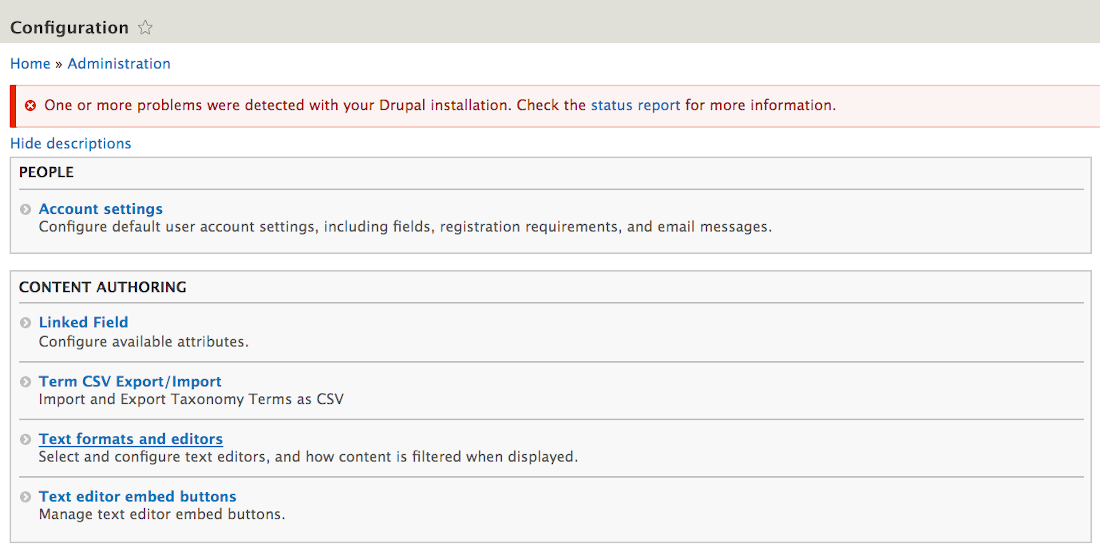 Configuration
Home » Administration
One or more problems were detected with your Drupal installation. Check the status report for more information.
Hide descriptions
PEOPLE
Account settings
Configure default user account settings, including fields, registration requirements, and email messages.
CONTENT AUTHORING
Linked Field
Configure available attributes.
Term CSV Export/Import
Import and Export Taxonomy Terms as CSV
Text formats and editors
Select and configure text editors, and how content is filtered when displayed.
Text editor embed buttons
Manage text editor embed buttons.